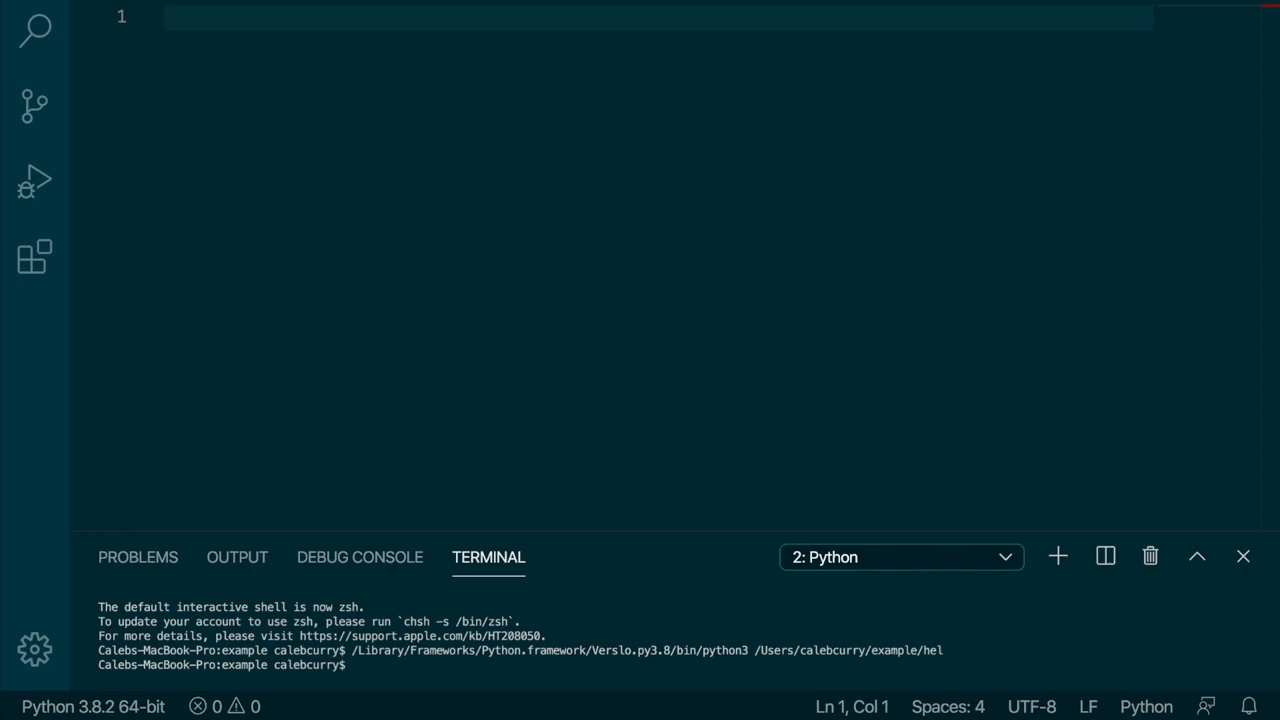 1
PROBLEMS OUTPUT DEBUG CONSOLE TERMINAL 2: Python
The default interactive shell is now zsh.
To update your account to use zsh, please run `chsh -s /bin/zsh`.
For more details, please visit https://support.apple.com/kb/HT208050.
Calebs-MacBook-Pro:example calebcurry$ /Library/Frameworks/Python.framework/Verslo.py3.8/bin/python3 /Users/calebcurry/example/hel
Calebs-MacBook-Pro:example calebcurry$
Python 3.8.2 64-bit 0 0 Ln 1, Col 1 Spaces: 4 UTF-8 LF Python